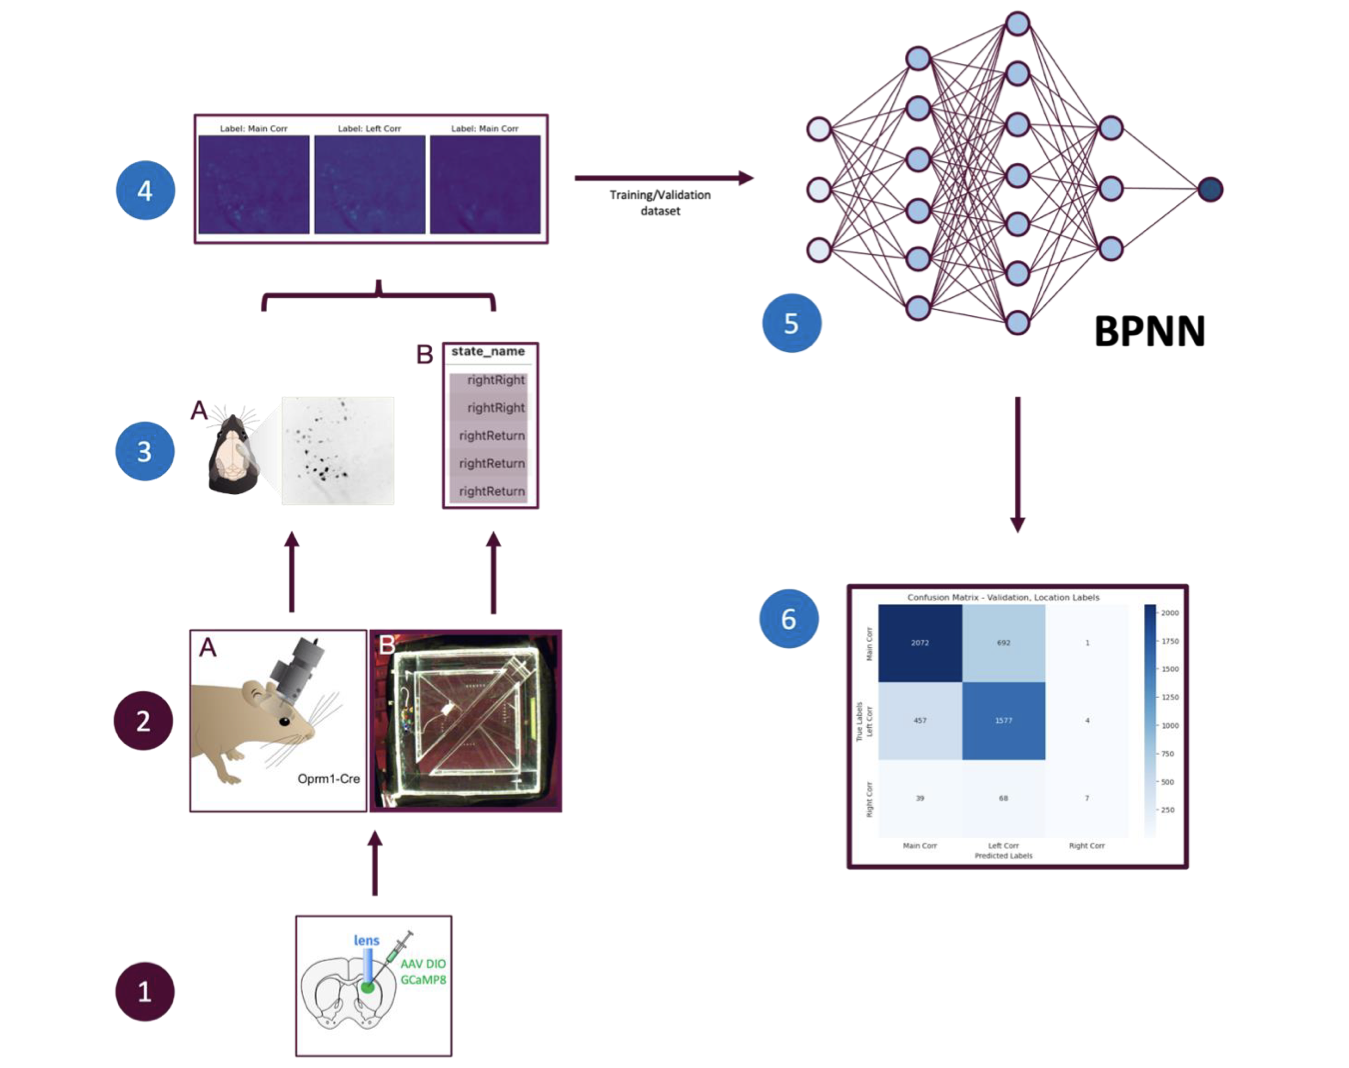 4
Label: Main Corr
Label: Left Corr
Label: Main Corr
Training/Validation
dataset
5
BPNN
3
A
B
state_name
rightRight
rightRight
rightReturn
rightReturn
rightReturn
2
A
Oprm1-Cre
B
1
lens
AAV DIO
GCaMP8
6
Confusion Matrix - Validation, Location Labels
True Labels
Main Corr
2072
692
1
Left Corr
457
1577
4
Right Corr
39
68
7
Main Corr
Left Corr
Right Corr
Predicted Labels
2000
1750
1500
1250
1000
750
500
250